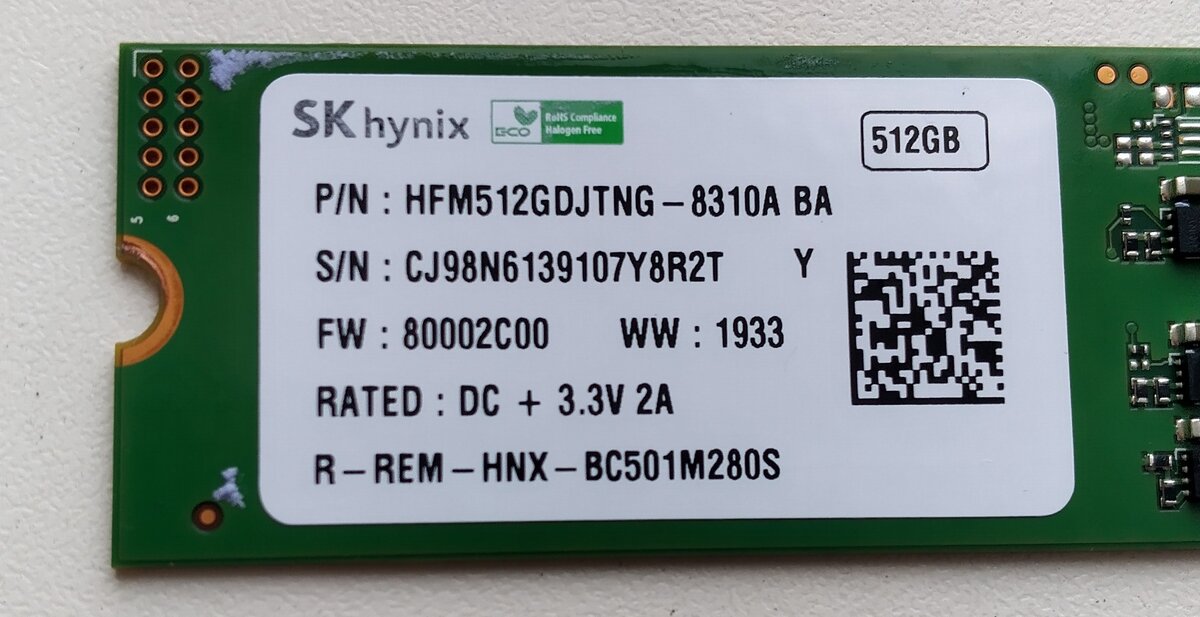 SK hynix
ECO
RoHS Compliance
Halogen Free
512GB
P/N : HFM512GDJTNG – 8310A BA
S/N : CJ98N6139107Y8R2T Y
FW : 80002C00 WW : 1933
RATED : DC + 3.3V 2A
R – REM – HNX – BC501M280S
5 6